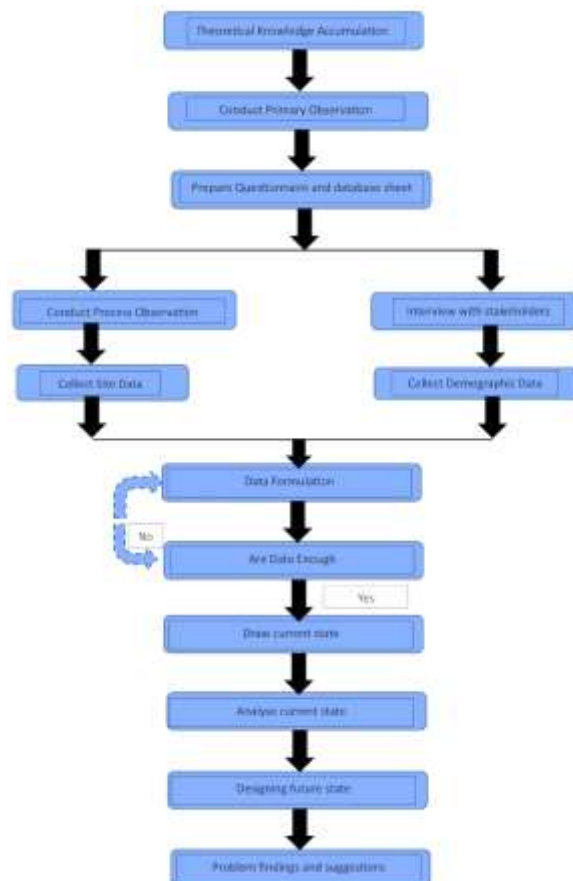 Theoretical Knowledge Accumulation
Conduct Primary Observation
Prepare Questionnaire and database sheet
Conduct Process Observation
Interview with stakeholders
Collect Site Data
Collect Demographic Data
Data Formulation
No
Are Data Enough
Yes
Draw current state
Analyse current state
Designing future state
Problem findings and suggestions